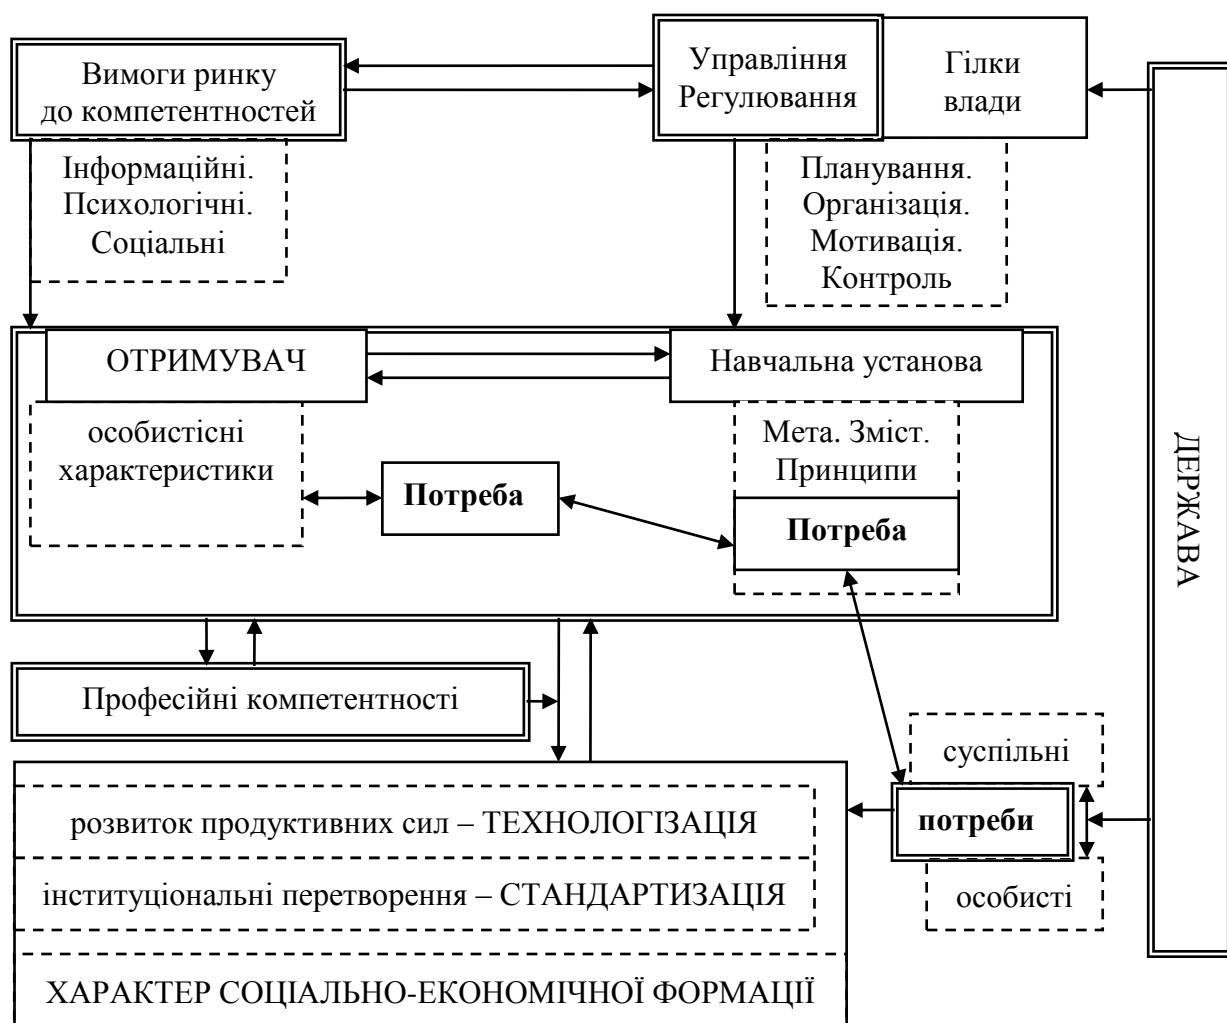 Вимоги ринку
до компетентностей
Управління
Регулювання
Гілки
влади
Інформаційні.
Психологічні.
Соціальні
Планування.
Організація.
Мотивація.
Контроль
ОТРИМУВАЧ
Навчальна установа
особистісні
характеристики
Мета. Зміст.
Принципи
Потреба
Потреба
ДЕРЖАВА
Професійні компетентності
суспільні
потреби
особисті
розвиток продуктивних сил – ТЕХНОЛОГІЗАЦІЯ
інституціональні перетворення – СТАНДАРТИЗАЦІЯ
ХАРАКТЕР СОЦІАЛЬНО-ЕКОНОМІЧНОЇ ФОРМАЦІЇ